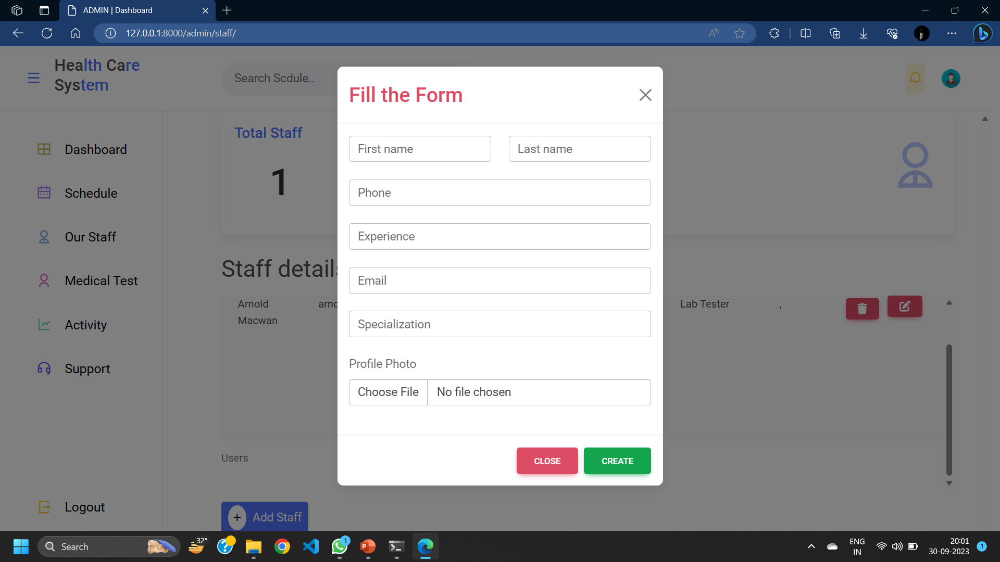 ADMIN | Dashboard
127.0.0.1:8000/admin/staff/
Health Care
System
Search Scdule..
Fill the Form
Total Staff
1
First name
Last name
Dashboard
Phone
Schedule
Experience
Our Staff
Staff details
Email
Medical Test
Arnold
Macwan
arno
Lab Tester
,
Specialization
Activity
Profile Photo
Support
Choose File
No file chosen
Users
CLOSE
CREATE
Logout
+ Add Staff
Search
32°
1
ENG
IN
20:01
30-09-2023
1